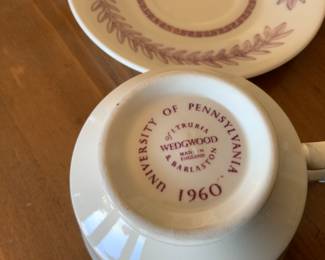 UNIVERSITY OF PENNSYLVANIA.
1960
of ETRURIA
WEDGWOOD
MADE IN
ENGLAND
& BARLASTON